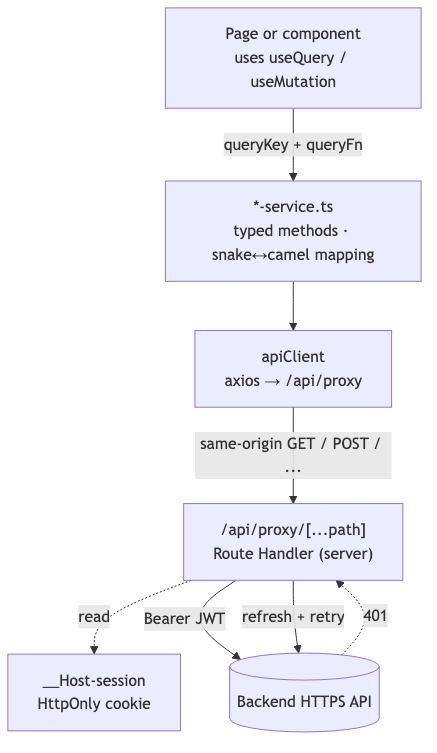 Page or component
uses useQuery /
useMutation
queryKey + queryFn
*-service.ts
typed methods ·
snake↔camel mapping
apiClient
axios → /api/proxy
same-origin GET / POST /
...
/api/proxy/[...path]
Route Handler (server)
read
Bearer JWT
refresh + retry
401
__Host-session
HttpOnly cookie
Backend HTTPS API